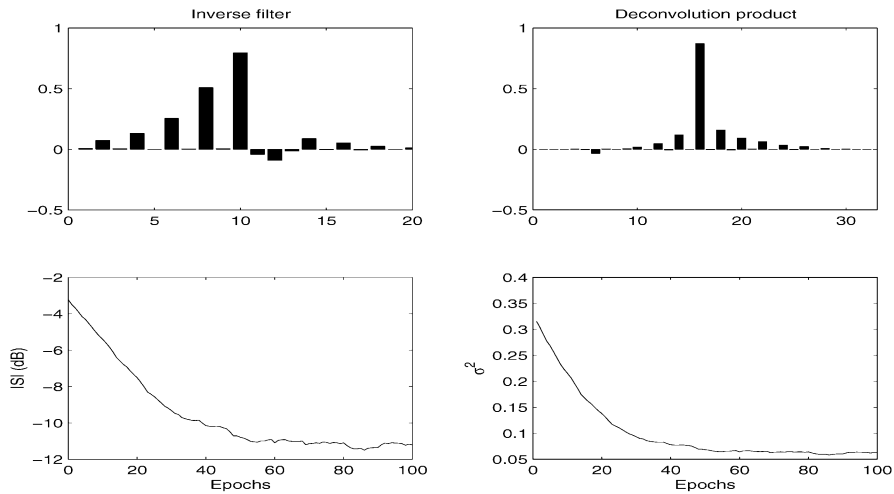 Inverse filter
1
0.5
0
−0.5
0 5 10 15 20
Deconvolution product
1
0.5
0
−0.5
0 10 20 30
−2
−4
−6
−8
−10
−12
ISI (dB)
0 20 40 60 80 100
Epochs
0.4
0.35
0.3
0.25
0.2
0.15
0.1
0.05
σ²
0 20 40 60 80 100
Epochs